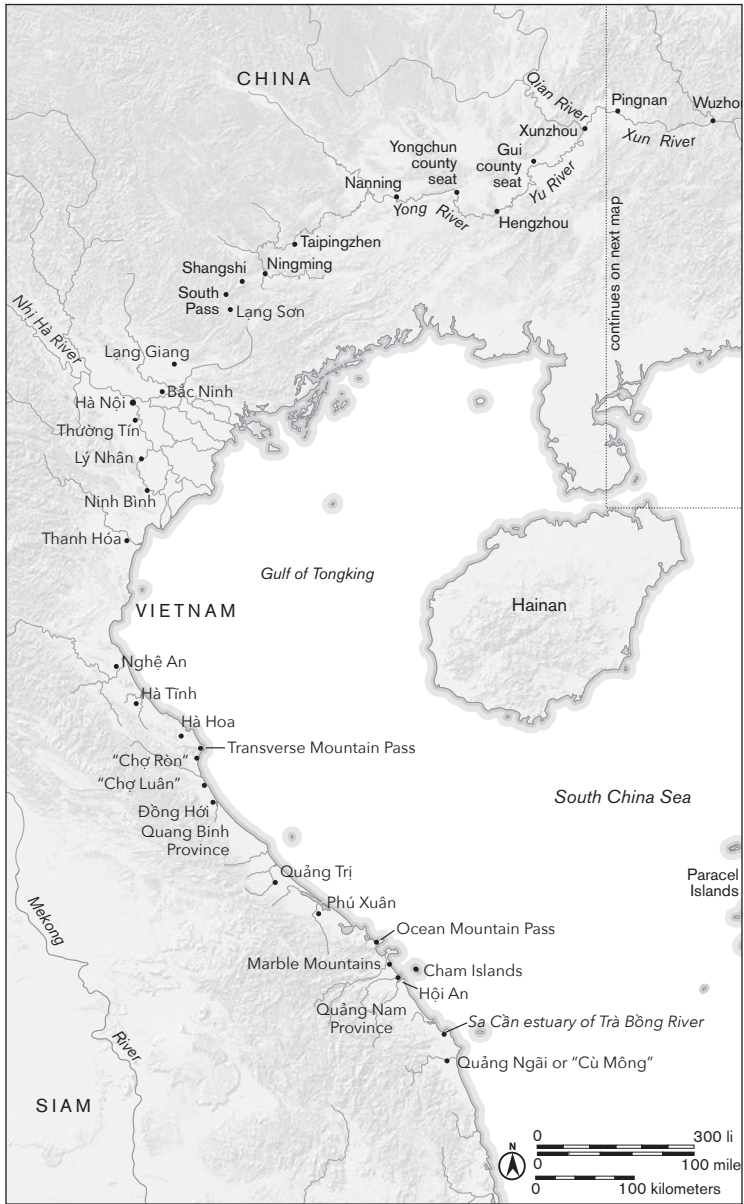 CHINA
Qian River
Pingnan
Wuzhou
Xunzhou
Xun River
Yongchun
county
seat
Gui
county
seat
Yu River
Nanning
Yong River
Hengzhou
continues on next map
Taipingzhen
Shangshi
Ningming
South
Pass
Lạng Sơn
Nhị Hà River
Lạng Giang
Bắc Ninh
Hà Nội
Thường Tín
Lý Nhân
Ninh Bình
Thanh Hóa
Gulf of Tongking
Hainan
VIETNAM
Nghệ An
Hà Tĩnh
Hà Hoa
Transverse Mountain Pass
“Chợ Ròn”
“Chợ Luân”
South China Sea
Đồng Hới
Quang Binh
Province
Quảng Trị
Paracel
Islands
Mekong River
Phú Xuân
Ocean Mountain Pass
Marble Mountains
Cham Islands
Hội An
Quảng Nam
Province
Sa Cần estuary of Trà Bồng River
Quảng Ngãi or “Cù Mông”
SIAM
N
0 300 li
0 100 mile
0 100 kilometers